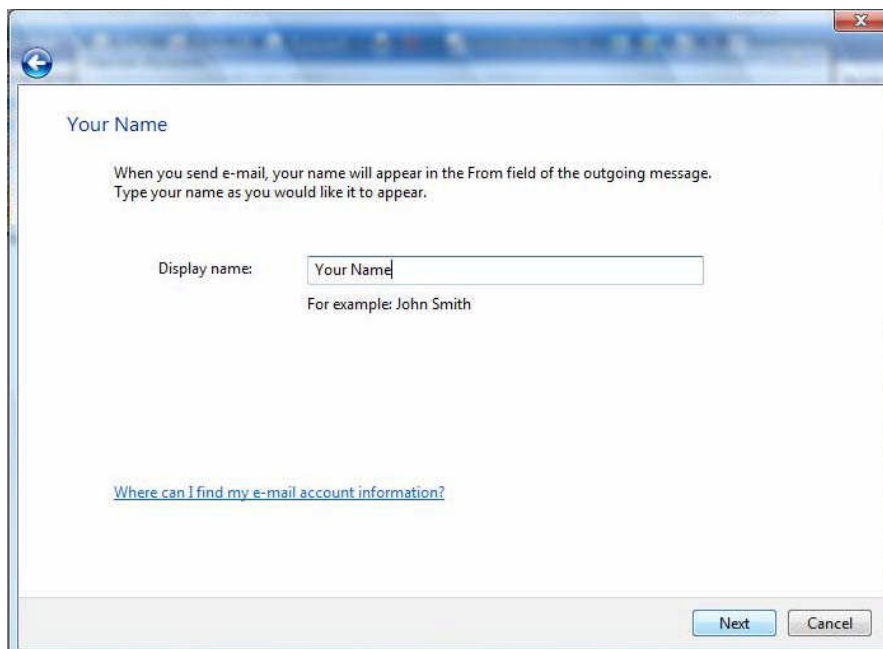 Your Name
When you send e-mail, your name will appear in the From field of the outgoing message.
Type your name as you would like it to appear.
Display name: Your Name
For example: John Smith
Where can I find my e-mail account information?
Next Cancel